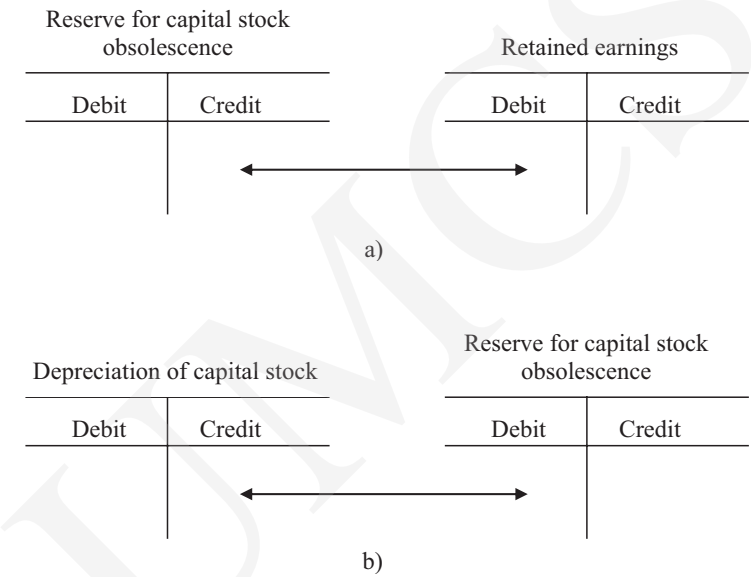 Reserve for capital stock
obsolescence
Retained earnings
Debit Credit
Debit Credit
a)
Depreciation of capital stock
Reserve for capital stock
obsolescence
Debit Credit
Debit Credit
b)
UMCS